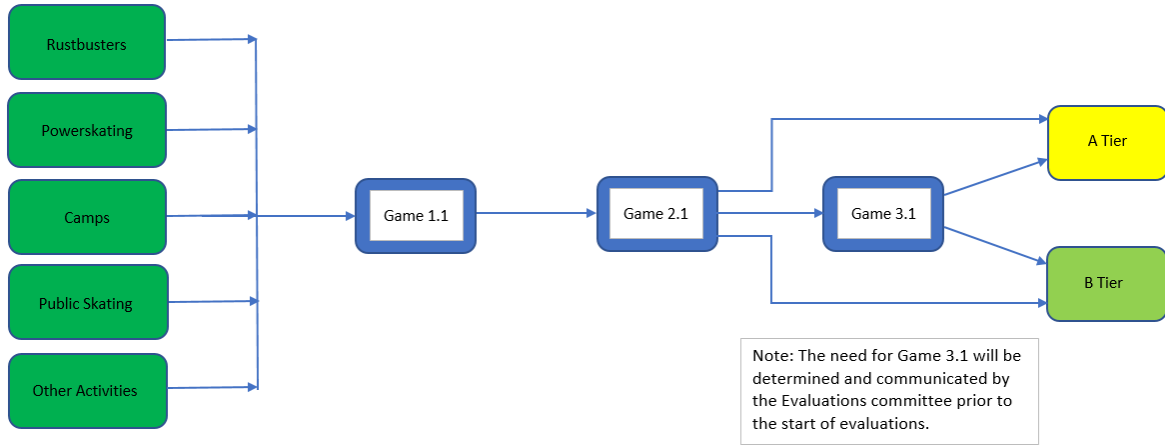 Rustbusters
Powerskating
Camps
Public Skating
Other Activities
Game 1.1
Game 2.1
Game 3.1
A Tier
B Tier
Note: The need for Game 3.1 will be
determined and communicated by
the Evaluations committee prior to
the start of evaluations.